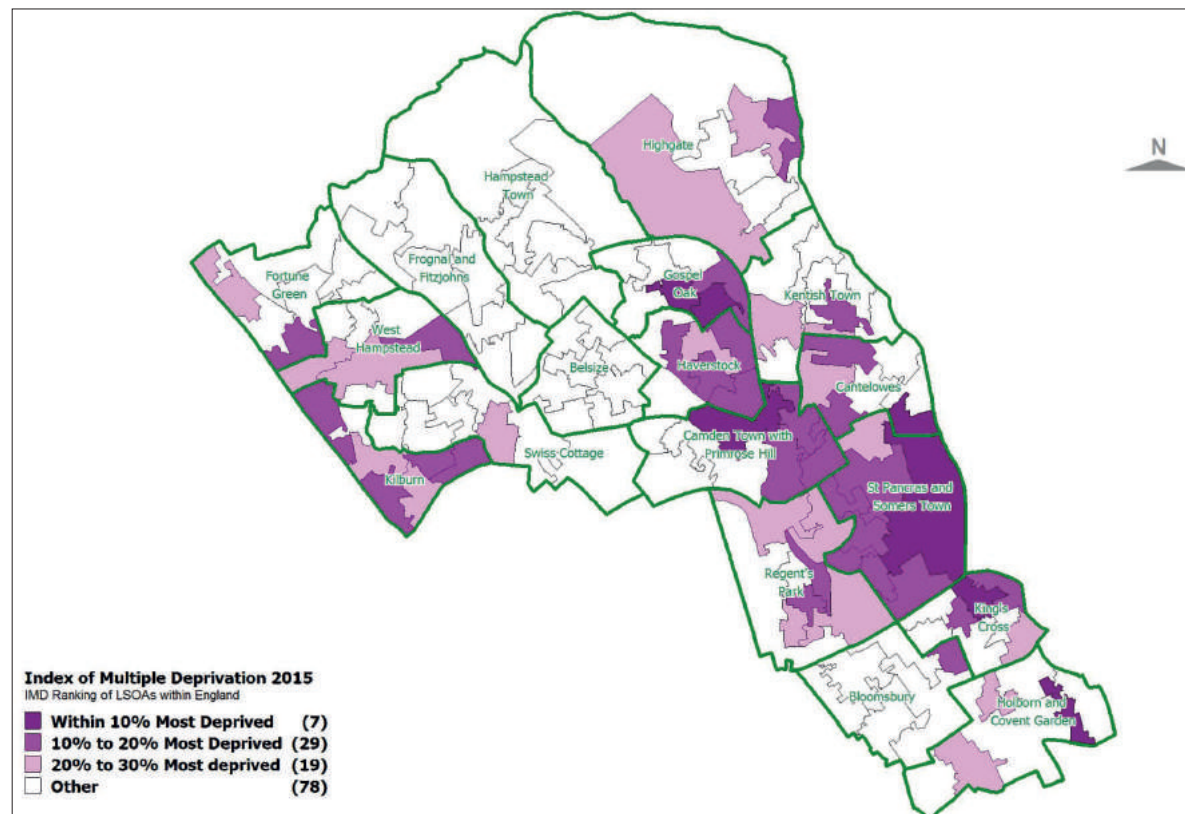 N
Highgate
Hampstead
Town
Fortune
Green
Frognal and
Fitzjohns
Gospel
Oak
Kentish Town
West
Hampstead
Belsize
Haverstock
Cantelowes
Camden Town with
Primrose Hill
Swiss Cottage
Kilburn
St Pancras and
Somers Town
Regent's
Park
King's
Cross
Bloomsbury
Holborn and
Covent Garden
Index of Multiple Deprivation 2015
IMD Ranking of LSOAs within England
Within 10% Most Deprived (7)
10% to 20% Most Deprived (29)
20% to 30% Most deprived (19)
Other (78)